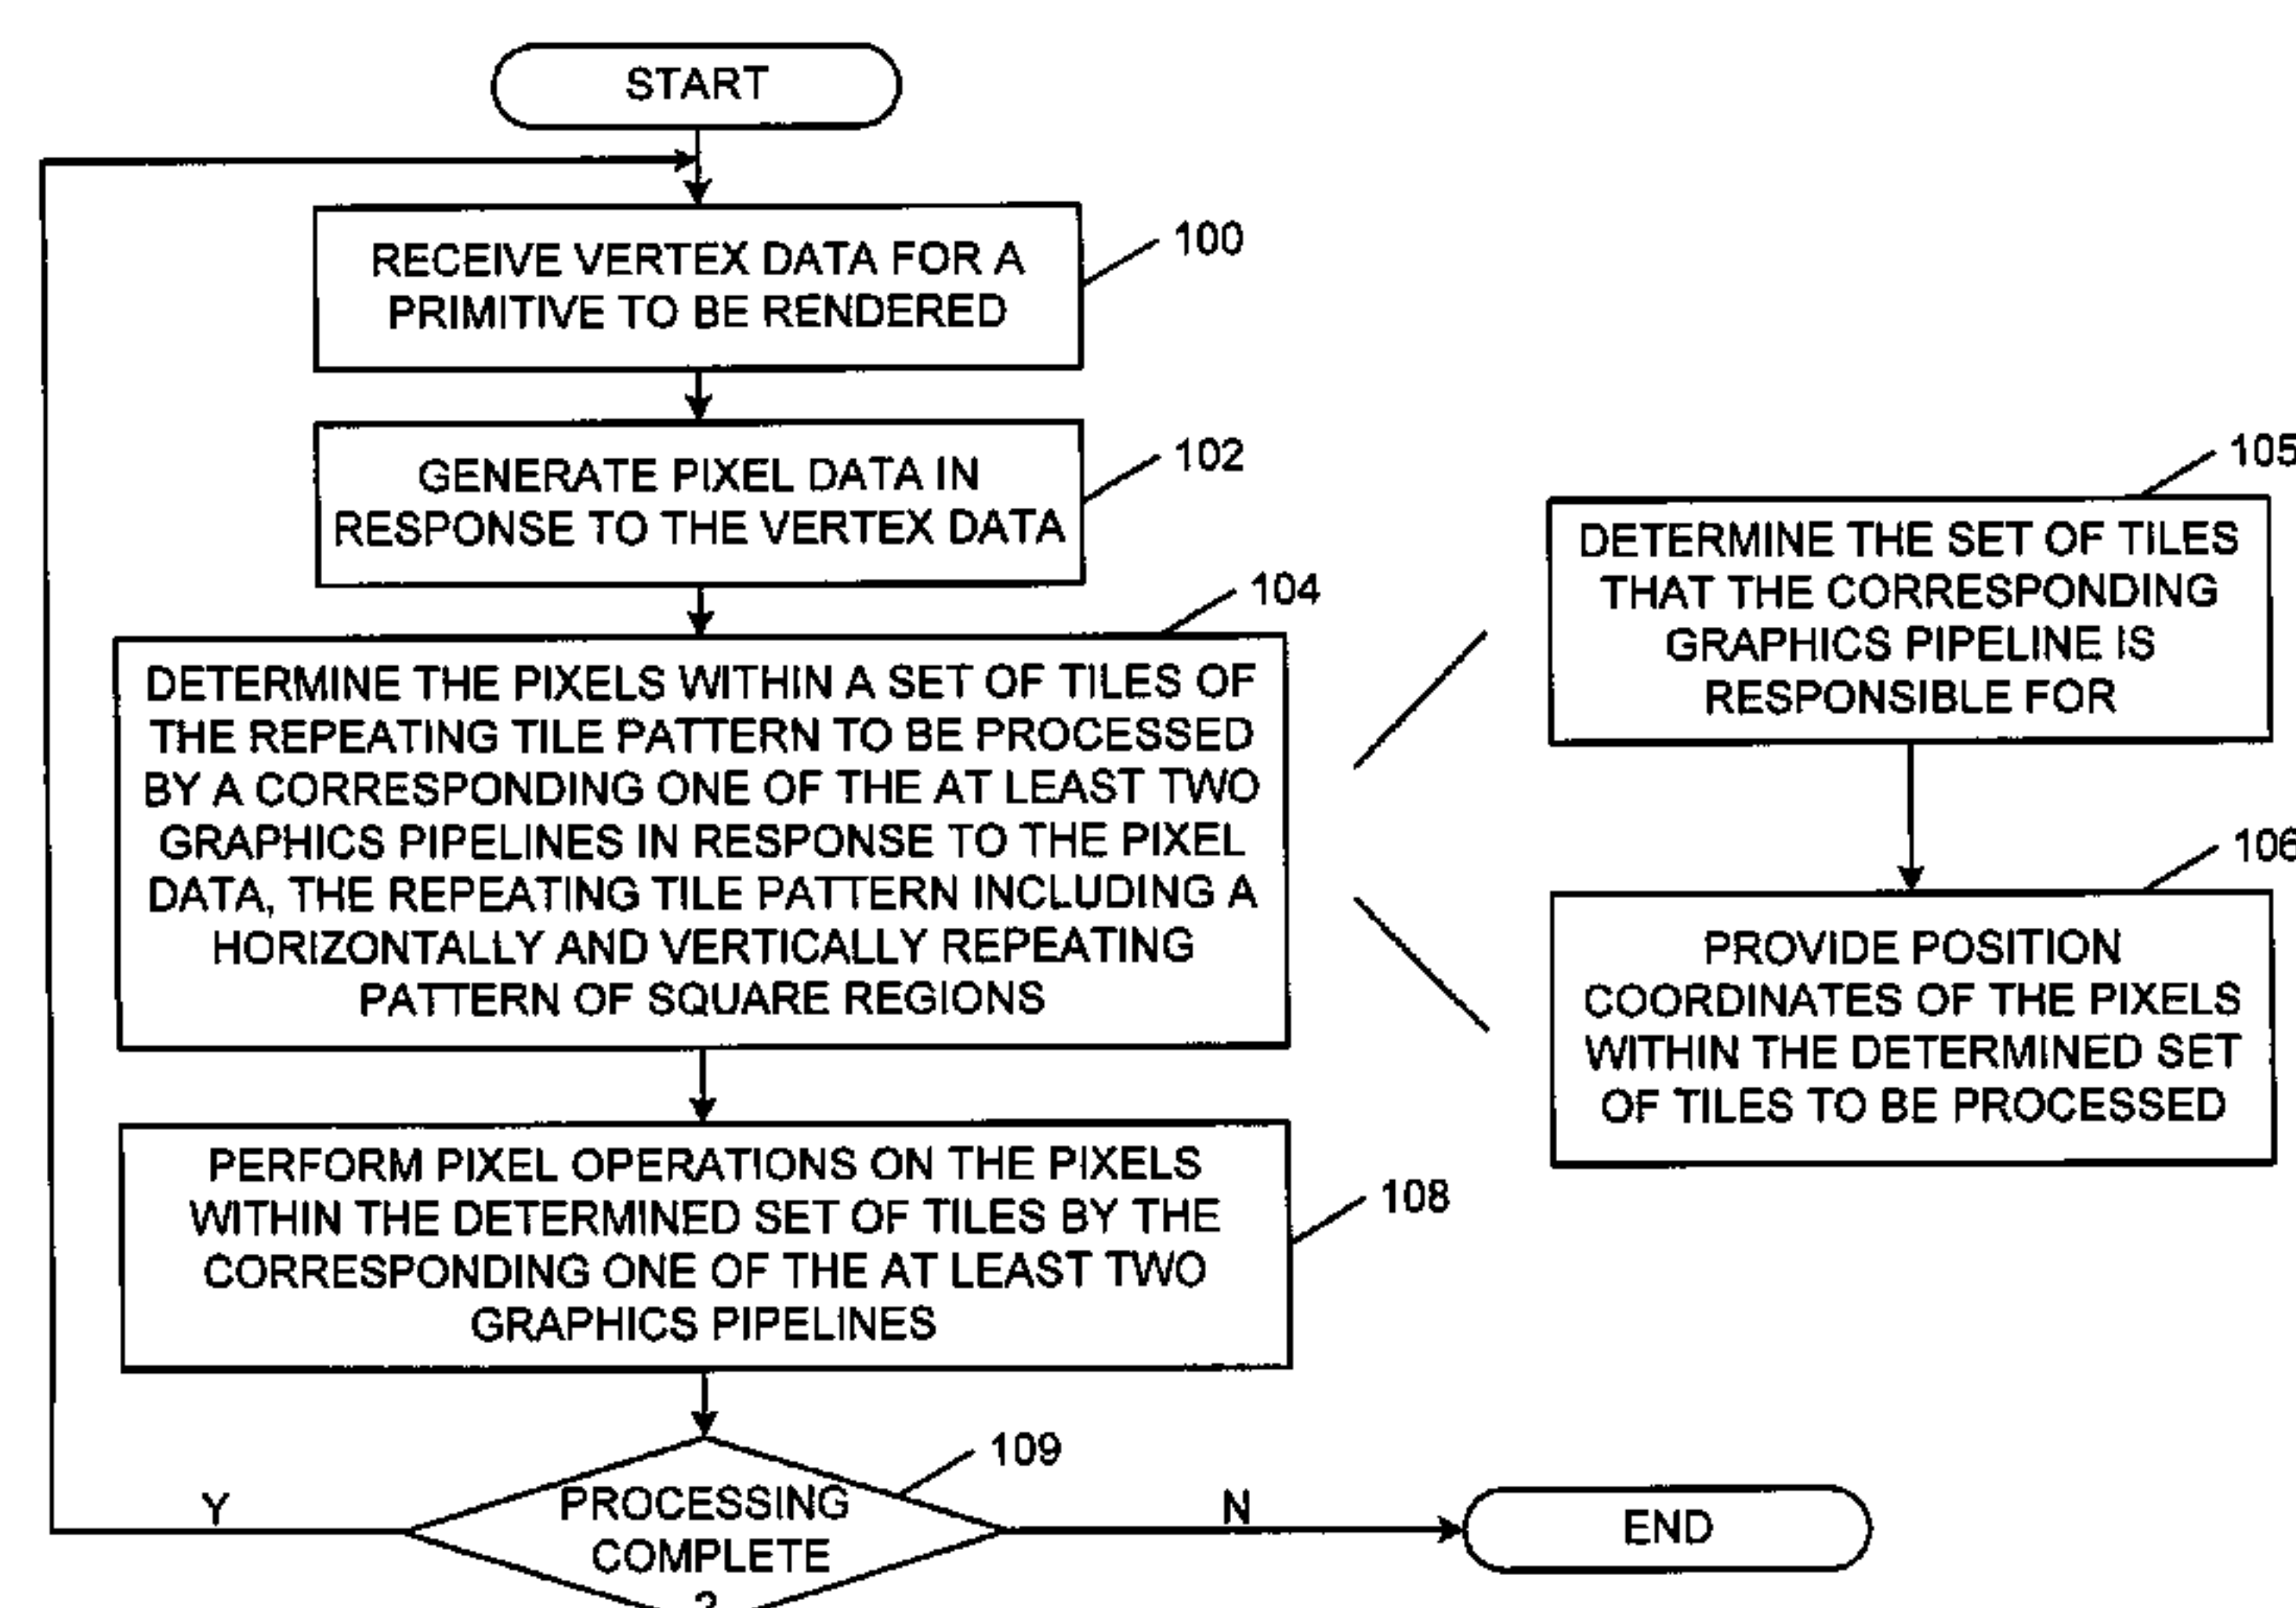 START
RECEIVE VERTEX DATA FOR A
PRIMITIVE TO BE RENDERED
100
GENERATE PIXEL DATA IN
RESPONSE TO THE VERTEX DATA
102
DETERMINE THE PIXELS WITHIN A SET OF TILES OF
THE REPEATING TILE PATTERN TO BE PROCESSED
BY A CORRESPONDING ONE OF THE AT LEAST TWO
GRAPHICS PIPELINES IN RESPONSE TO THE PIXEL
DATA, THE REPEATING TILE PATTERN INCLUDING A
HORIZONTALLY AND VERTICALLY REPEATING
PATTERN OF SQUARE REGIONS
104
DETERMINE THE SET OF TILES
THAT THE CORRESPONDING
GRAPHICS PIPELINE IS
RESPONSIBLE FOR
105
PROVIDE POSITION
COORDINATES OF THE PIXELS
WITHIN THE DETERMINED SET
OF TILES TO BE PROCESSED
106
PERFORM PIXEL OPERATIONS ON THE PIXELS
WITHIN THE DETERMINED SET OF TILES BY THE
CORRESPONDING ONE OF THE AT LEAST TWO
GRAPHICS PIPELINES
108
PROCESSING
COMPLETE
?
109
Y
N
END